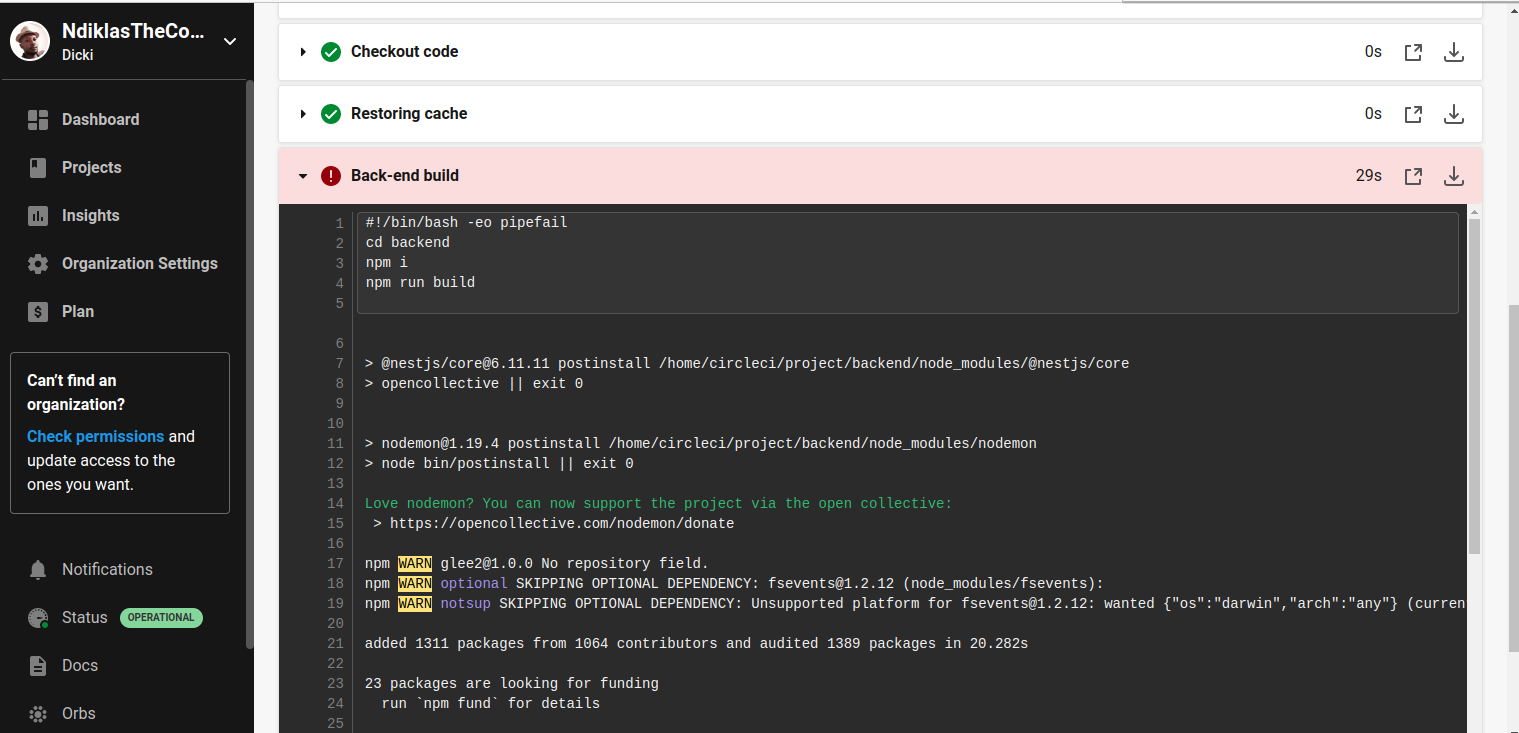 NdiklasTheCo...
Dicki
Dashboard
Projects
Insights
Organization Settings
Plan
Can't find an
organization?
Check permissions and
update access to the
ones you want.
Notifications
Status OPERATIONAL
Docs
Orbs
Checkout code 0s
Restoring cache 0s
Back-end build 29s
1 #!/bin/bash -eo pipefail
2 cd backend
3 npm i
4 npm run build
5
6
7 > @nestjs/core@6.11.11 postinstall /home/circleci/project/backend/node_modules/@nestjs/core
8 > opencollective || exit 0
9
10
11 > nodemon@1.19.4 postinstall /home/circleci/project/backend/node_modules/nodemon
12 > node bin/postinstall || exit 0
13
14 Love nodemon? You can now support the project via the open collective:
15 > https://opencollective.com/nodemon/donate
16
17 npm WARN glee2@1.0.0 No repository field.
18 npm WARN optional SKIPPING OPTIONAL DEPENDENCY: fsevents@1.2.12 (node_modules/fsevents):
19 npm WARN notsup SKIPPING OPTIONAL DEPENDENCY: Unsupported platform for fsevents@1.2.12: wanted {"os":"darwin","arch":"any"} (curren
20
21 added 1311 packages from 1064 contributors and audited 1389 packages in 20.282s
22
23 23 packages are looking for funding
24 run `npm fund` for details
25